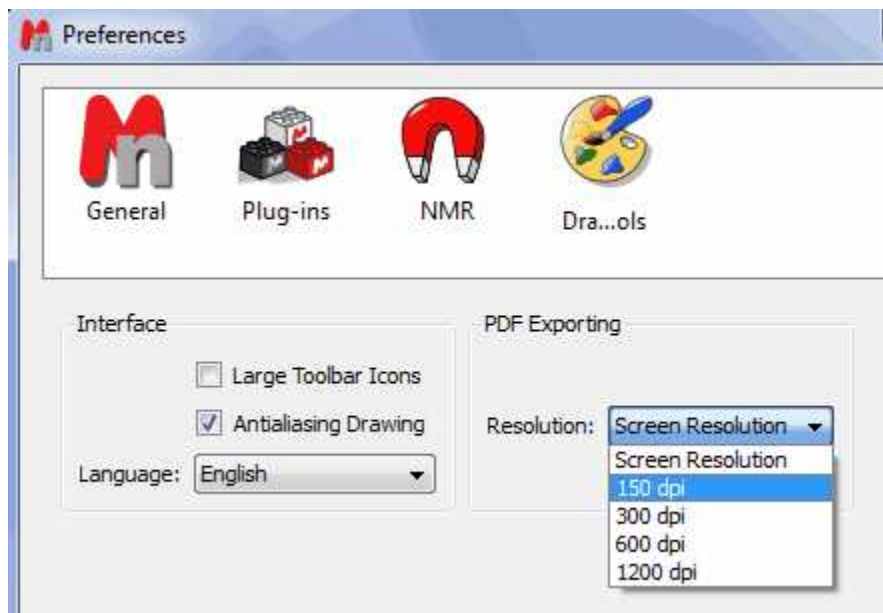 Preferences
General
Plug-ins
NMR
Dra...ols
Interface
Large Toolbar Icons
Antialiasing Drawing
Language: English
PDF Exporting
Resolution: Screen Resolution
Screen Resolution
150 dpi
300 dpi
600 dpi
1200 dpi